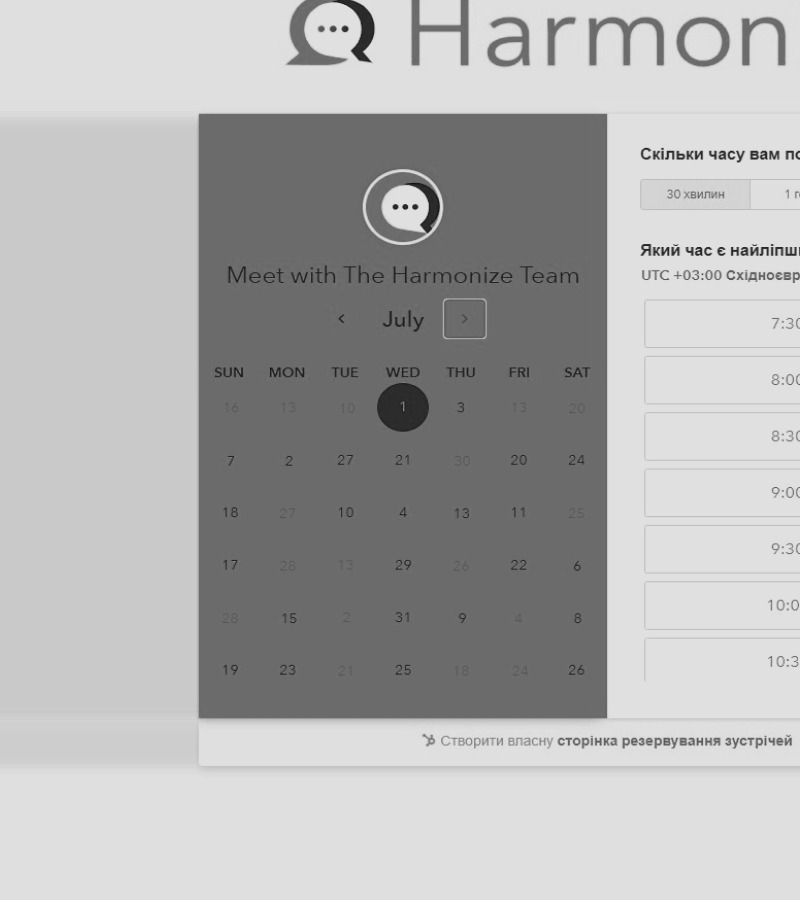 Harmon
Meet with The Harmonize Team
July
SUN MON TUE WED THU FRI SAT
16 13 10 1 3 13 20
7 2 27 21 30 20 24
18 27 10 4 13 11 25
17 28 13 29 26 22 6
28 15 2 31 9 4 8
19 23 21 25 18 24 26
Скільки часу вам по
30 хвилин 1 г
Який час є найліпши
UTC +03:00 Східноєвр
7:30
8:00
8:30
9:00
9:30
10:0
10:3
Створити власну сторінка резервування зустрічей